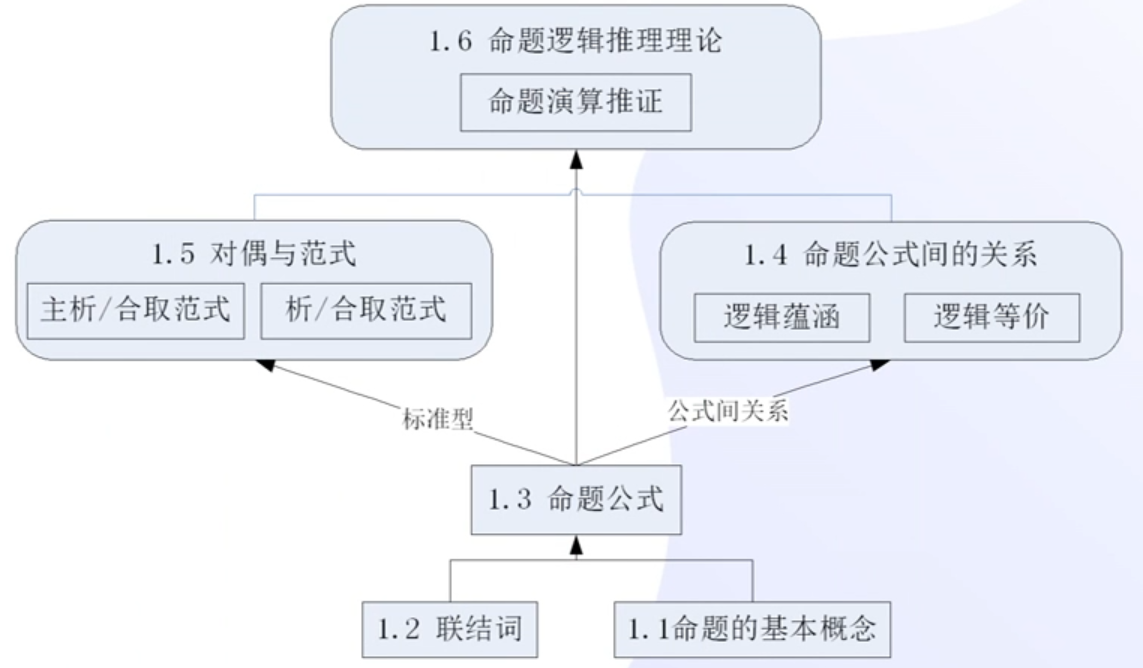 1.6 命题逻辑推理理论
命题演算推证
1.5 对偶与范式
主析/合取范式
析/合取范式
1.4 命题公式间的关系
逻辑蕴涵
逻辑等价
标准型
公式间关系
1.3 命题公式
1.2 联结词
1.1命题的基本概念